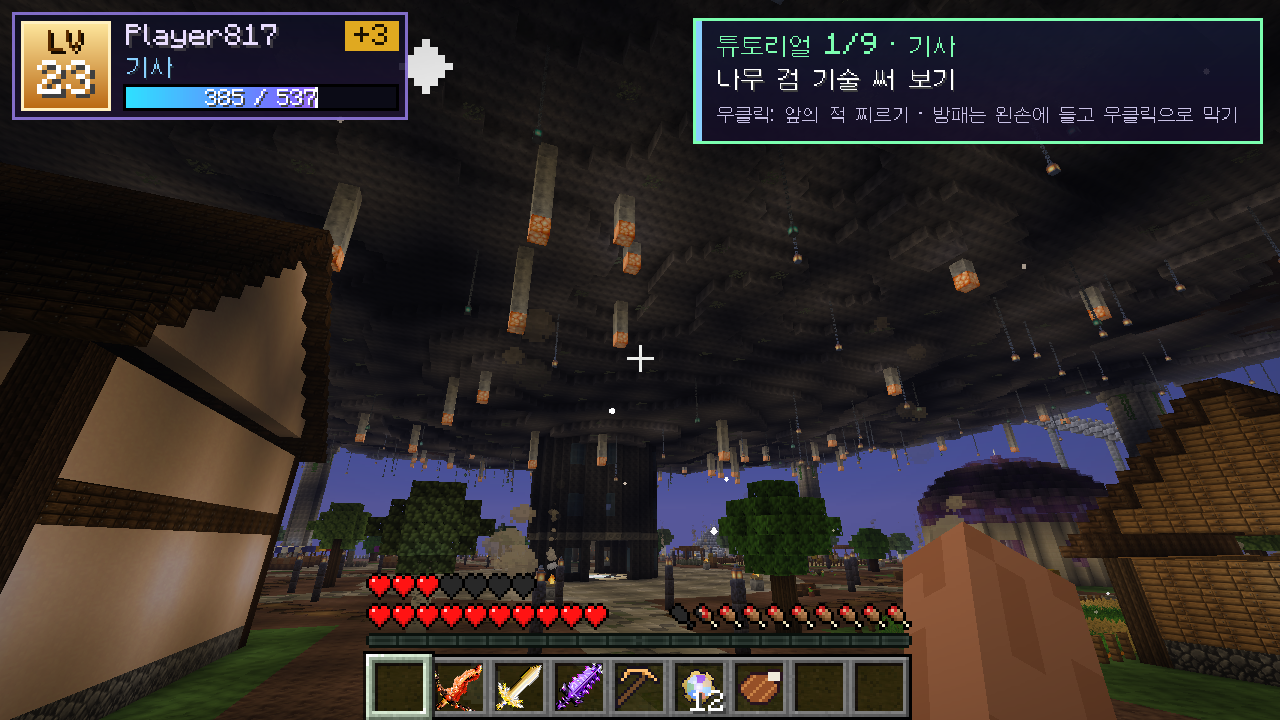 LV
23
Player817
+3
기사
385 / 537
튜토리얼 1/9 · 기사
나무 검 기술 써 보기
우클릭: 앞의 적 찌르기 · 방패는 왼손에 들고 우클릭으로 막기
12